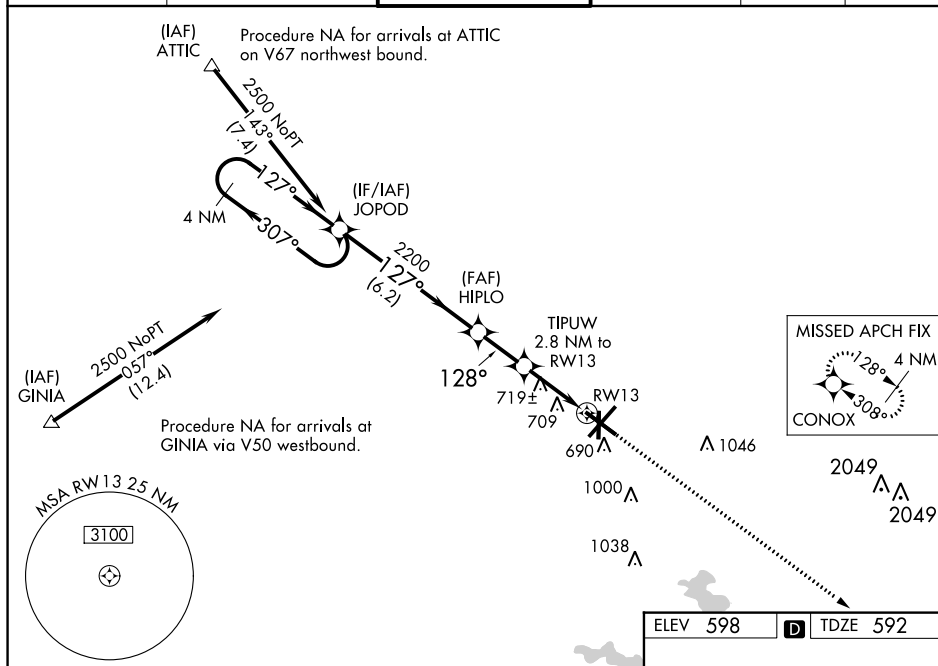 (IAF)
ATTIC
Procedure NA for arrivals at ATTIC
on V67 northwest bound.
2500 NoPT
143°
(7.4)
127°
4 NM
307°
(IF/IAF)
JOPOD
2200
127°
(6.2)
(FAF)
HIPLO
128°
TIPUW
2.8 NM to
RW13
719±
709
RW13
690
1046
1000
1038
2049
2049
MISSED APCH FIX
128°
4 NM
308°
CONOX
2500 NoPT
057°
(12.4)
(IAF)
GINIA
Procedure NA for arrivals at
GINIA via V50 westbound.
MSA RW13 25 NM
3100
ELEV 598 D TDZE 592